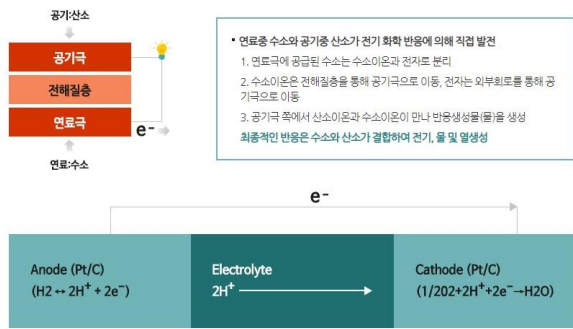 공기:산소
공기극
전해질층
연료극
e-
연료:수소
▪ 연료중 수소와 공기중 산소가 전기 화학 반응에 의해 직접 발전
1. 연료극에 공급된 수소는 수소이온과 전자로 분리
2. 수소이온은 전해질층을 통해 공기극으로 이동, 전자는 외부회로를 통해 공
기극으로 이동
3. 공기극 쪽에서 산소이온과 수소이온이 만나 반응생성물(물)을 생성
최종적인 반응은 수소와 산소가 결합하여 전기, 물 및 열생성
e-
Anode (Pt/C)
(H2 ↔ 2H⁺ + 2e⁻)
Electrolyte
2H⁺
Cathode (Pt/C)
(1/202+2H⁺+2e⁻→H2O)